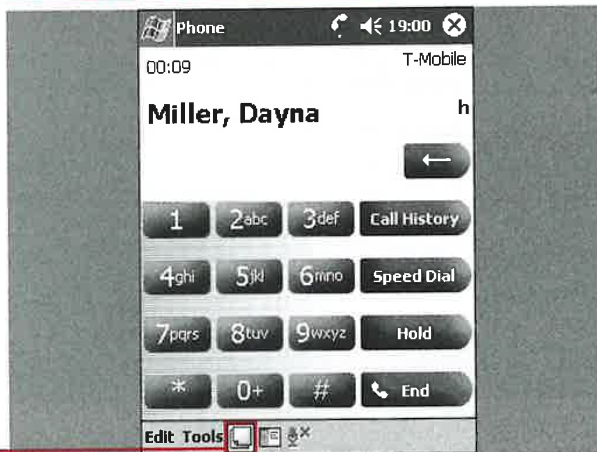 Phone 19:00
00:09 T-Mobile
Miller, Dayna h
1 2abc 3def Call History
4ghi 5jkl 6mno Speed Dial
7pqrs 8tuv 9wxyz Hold
* 0+ # End
Edit Tools